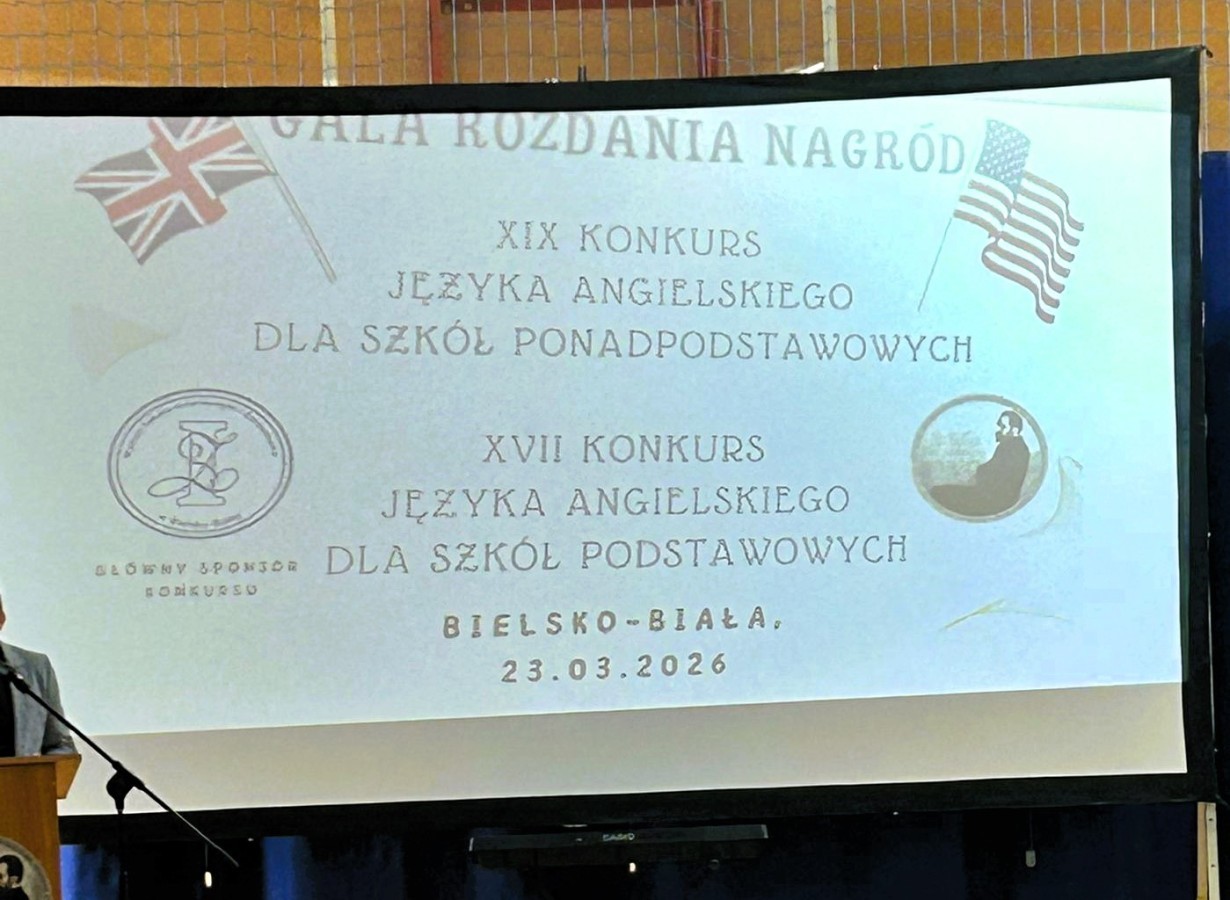 GALA ROZDANIA NAGRÓD
XIX KONKURS
JĘZYKA ANGIELSKIEGO
DLA SZKÓŁ PONADPODSTAWOWYCH
XVII KONKURS
JĘZYKA ANGIELSKIEGO
DLA SZKÓŁ PODSTAWOWYCH
GŁÓWNY SPONSOR
KONKURSU
BIELSKO-BIAŁA,
23.03.2026
CASIO